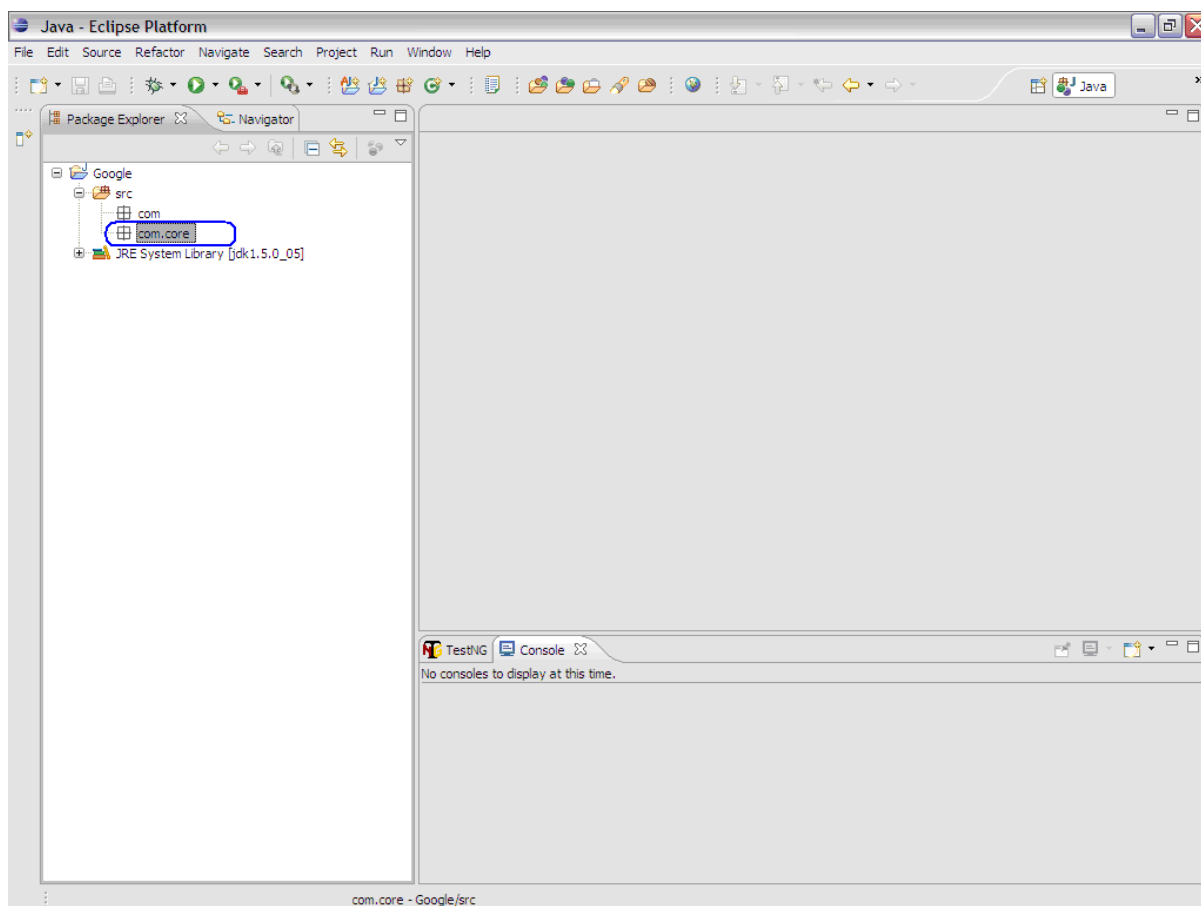 Java - Eclipse Platform
File Edit Source Refactor Navigate Search Project Run Window Help
Java
Package Explorer Navigator
Google
src
com
com.core
JRE System Library [jdk1.5.0_05]
TestNG Console
No consoles to display at this time.
com.core - Google/src